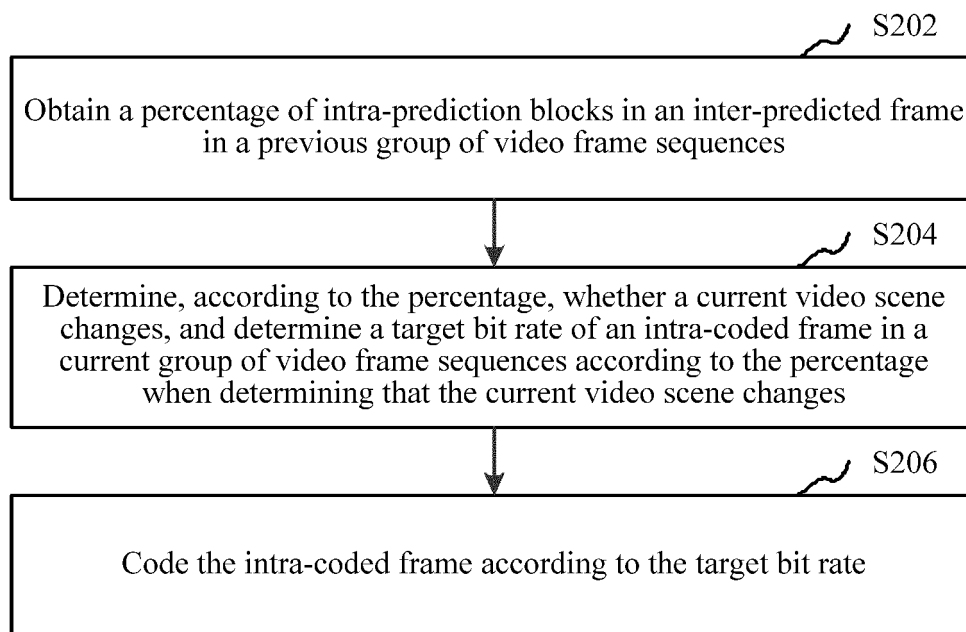 S202
Obtain a percentage of intra-prediction blocks in an inter-predicted frame
in a previous group of video frame sequences
S204
Determine, according to the percentage, whether a current video scene
changes, and determine a target bit rate of an intra-coded frame in a
current group of video frame sequences according to the percentage
when determining that the current video scene changes
S206
Code the intra-coded frame according to the target bit rate